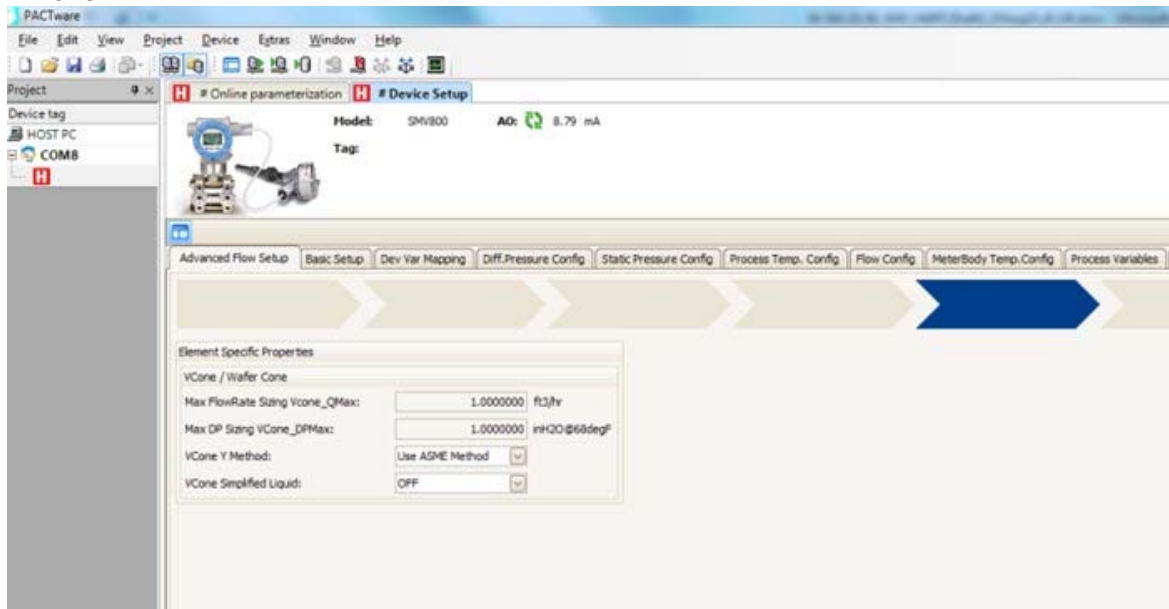 PACTware
File Edit View Project Device Extras Window Help
Project
# Online parameterization # Device Setup
Device tag
HOST PC
COM8
Model: SMV800 AO: 8.79 mA
Tag:
Advanced Flow Setup Basic Setup Dev Var Mapping Diff.Pressure Config Static Pressure Config Process Temp. Config Flow Config MeterBody Temp.Config Process Variables
Element Specific Properties
VCone / Wafer Cone
Max FlowRate Sizing Vcone_QMax: 1.0000000 ft3/hr
Max DP Sizing VCone_DPMax: 1.0000000 inH2O@68degF
VCone Y Method: Use ASME Method
VCone Simplified Liquid: OFF